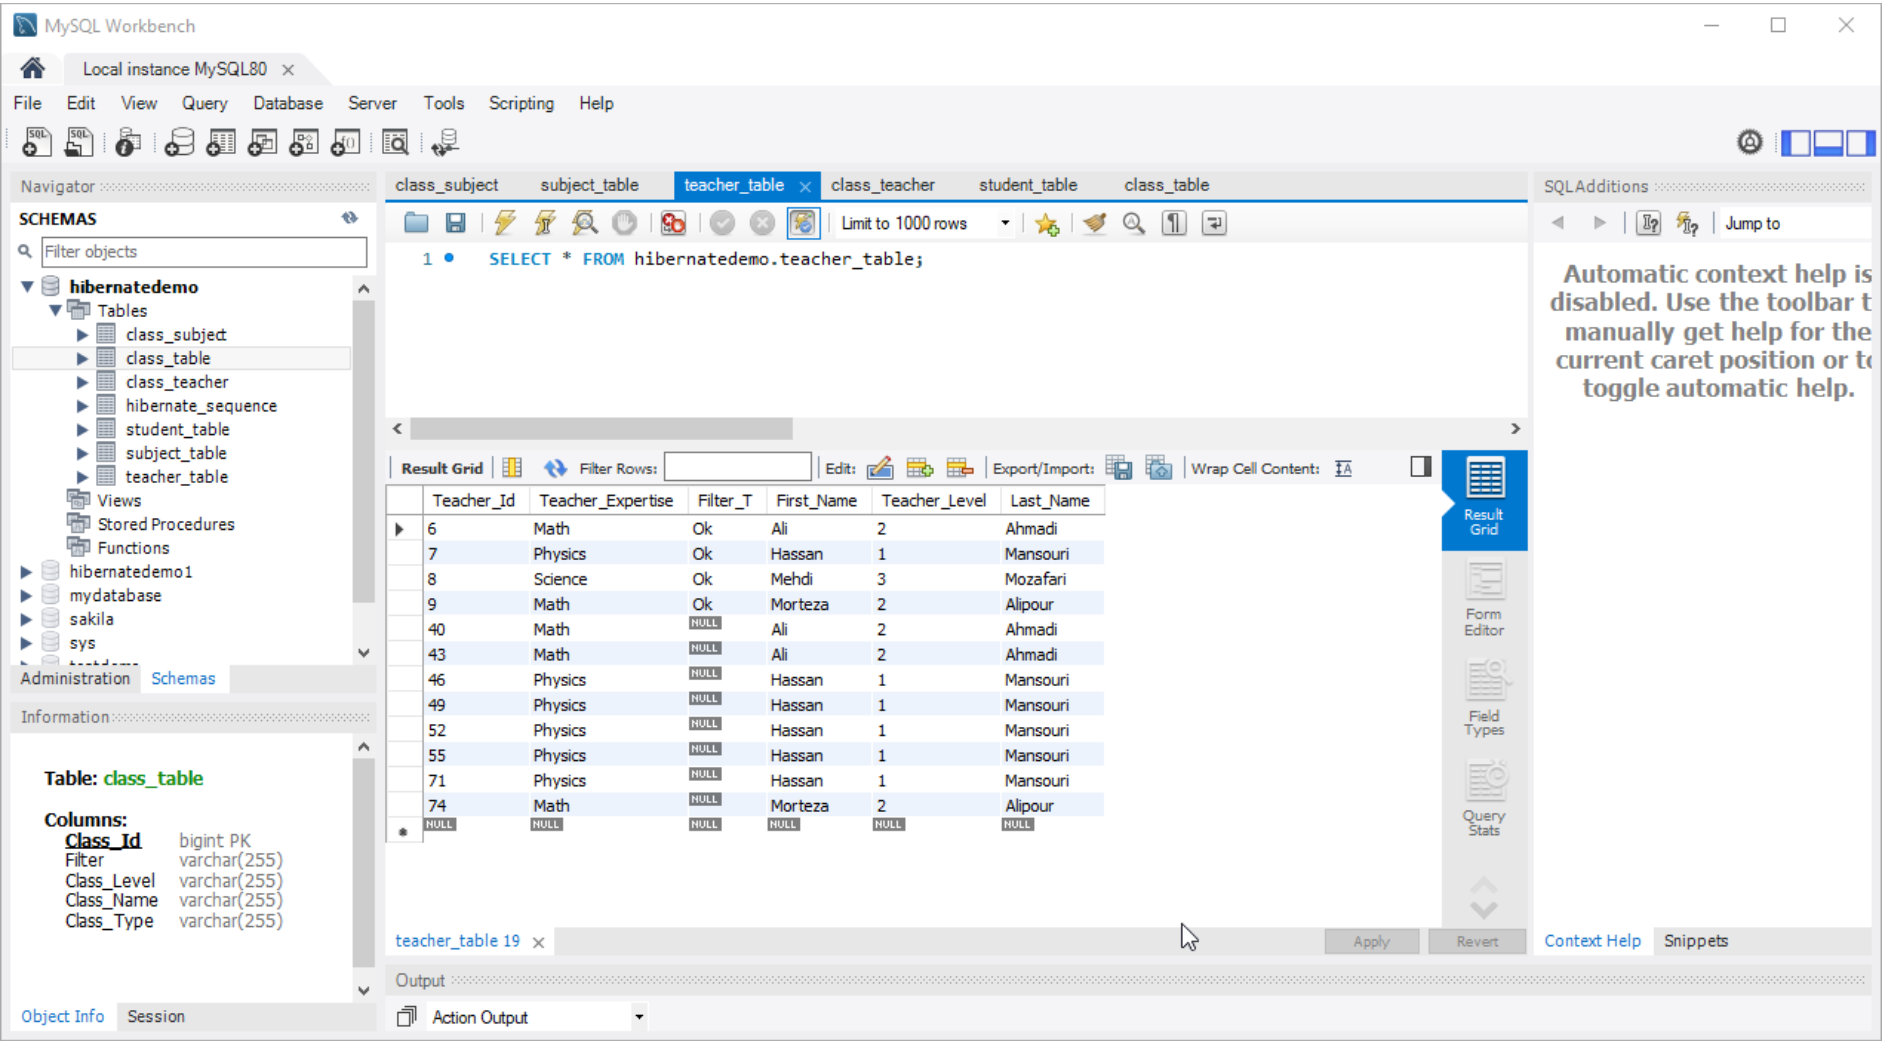 MySQL Workbench
Local instance MySQL80
File Edit View Query Database Server Tools Scripting Help
Navigator
SCHEMAS
Filter objects
hibernatedemo
Tables
class_subject
class_table
class_teacher
hibernate_sequence
student_table
subject_table
teacher_table
Views
Stored Procedures
Functions
hibernatedemo1
mydatabase
sakila
sys
Administration Schemas
Information
Table: class_table
Columns:
Class_Id bigint PK
Filter varchar(255)
Class_Level varchar(255)
Class_Name varchar(255)
Class_Type varchar(255)
Object Info Session
class_subject subject_table teacher_table class_teacher student_table class_table
Limit to 1000 rows
1 SELECT * FROM hibernatedemo.teacher_table;
Result Grid Filter Rows: Edit: Export/Import: Wrap Cell Content:
Teacher_Id Teacher_Expertise Filter_T First_Name Teacher_Level Last_Name
6 Math Ok Ali 2 Ahmadi
7 Physics Ok Hassan 1 Mansouri
8 Science Ok Mehdi 3 Mozafari
9 Math Ok Morteza 2 Alipour
40 Math NULL Ali 2 Ahmadi
43 Math NULL Ali 2 Ahmadi
46 Physics NULL Hassan 1 Mansouri
49 Physics NULL Hassan 1 Mansouri
52 Physics NULL Hassan 1 Mansouri
55 Physics NULL Hassan 1 Mansouri
71 Physics NULL Hassan 1 Mansouri
74 Math NULL Morteza 2 Alipour
NULL NULL NULL NULL NULL NULL
Result
Grid
Form
Editor
Field
Types
Query
Stats
teacher_table 19
Apply Revert
Output
Action Output
SQLAdditions
Jump to
Automatic context help is
disabled. Use the toolbar t
manually get help for the
current caret position or to
toggle automatic help.
Context Help Snippets